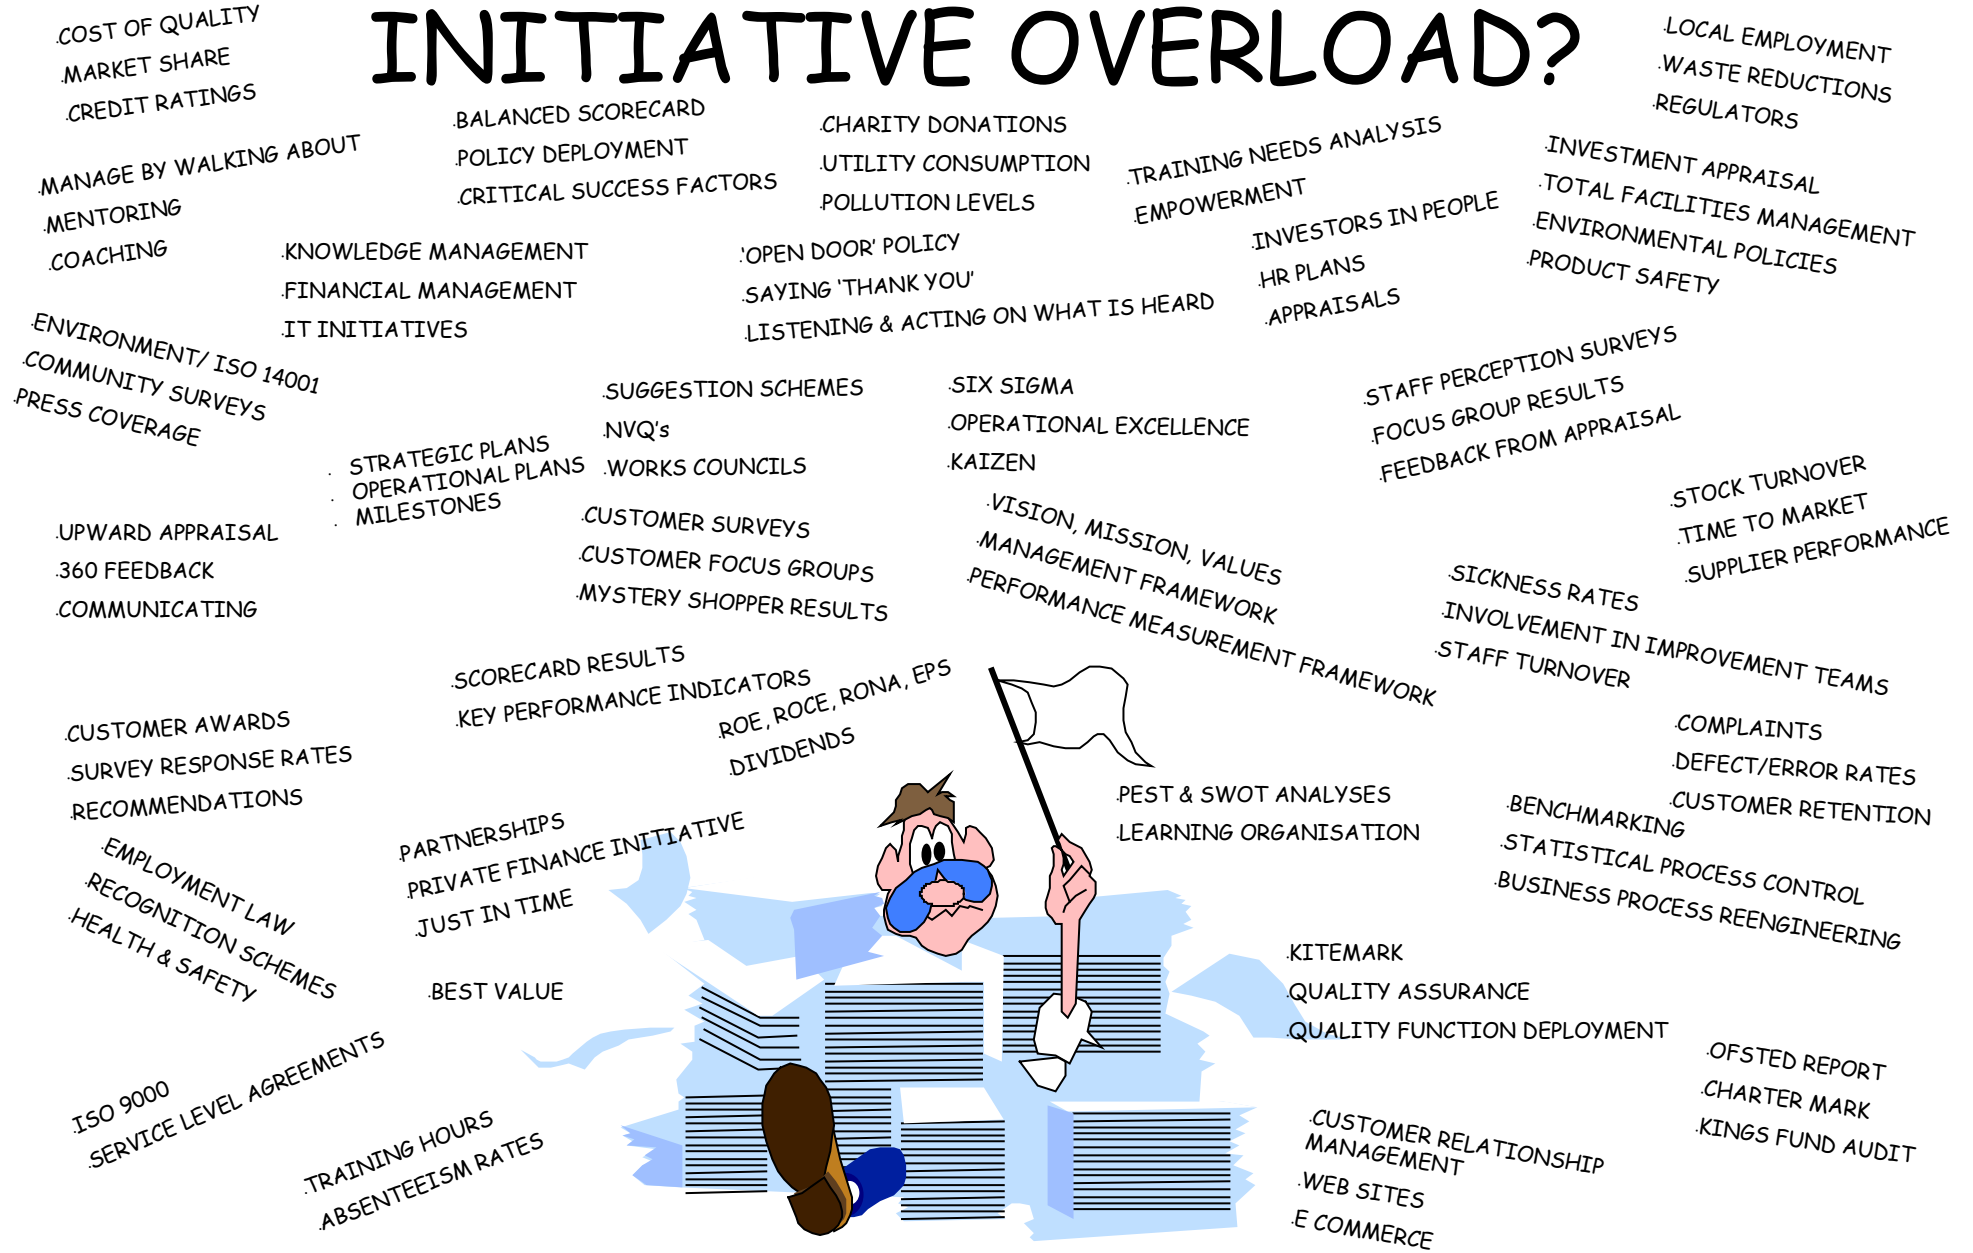 INITIATIVE OVERLOAD?
.COST OF QUALITY
.MARKET SHARE
.CREDIT RATINGS
.LOCAL EMPLOYMENT
.WASTE REDUCTIONS
.REGULATORS
.BALANCED SCORECARD
.POLICY DEPLOYMENT
.CRITICAL SUCCESS FACTORS
.CHARITY DONATIONS
.UTILITY CONSUMPTION
.POLLUTION LEVELS
.TRAINING NEEDS ANALYSIS
.EMPOWERMENT
.INVESTMENT APPRAISAL
.TOTAL FACILITIES MANAGEMENT
.ENVIRONMENTAL POLICIES
.PRODUCT SAFETY
.MANAGE BY WALKING ABOUT
.MENTORING
.COACHING
.KNOWLEDGE MANAGEMENT
.FINANCIAL MANAGEMENT
.IT INITIATIVES
.‘OPEN DOOR’ POLICY
.SAYING ‘THANK YOU’
.LISTENING & ACTING ON WHAT IS HEARD
.INVESTORS IN PEOPLE
.HR PLANS
.APPRAISALS
.ENVIRONMENT/ ISO 14001
.COMMUNITY SURVEYS
.PRESS COVERAGE
.SUGGESTION SCHEMES
.NVQ’s
.WORKS COUNCILS
.SIX SIGMA
.OPERATIONAL EXCELLENCE
.KAIZEN
.STAFF PERCEPTION SURVEYS
.FOCUS GROUP RESULTS
.FEEDBACK FROM APPRAISAL
. STRATEGIC PLANS
. OPERATIONAL PLANS
. MILESTONES
.STOCK TURNOVER
.TIME TO MARKET
.SUPPLIER PERFORMANCE
.UPWARD APPRAISAL
.360 FEEDBACK
.COMMUNICATING
.CUSTOMER SURVEYS
.CUSTOMER FOCUS GROUPS
.MYSTERY SHOPPER RESULTS
.VISION, MISSION, VALUES
.MANAGEMENT FRAMEWORK
.PERFORMANCE MEASUREMENT FRAMEWORK
.SICKNESS RATES
.INVOLVEMENT IN IMPROVEMENT TEAMS
.STAFF TURNOVER
.SCORECARD RESULTS
.KEY PERFORMANCE INDICATORS
.ROE, ROCE, RONA, EPS
.DIVIDENDS
.CUSTOMER AWARDS
.SURVEY RESPONSE RATES
.RECOMMENDATIONS
.COMPLAINTS
.DEFECT/ERROR RATES
.CUSTOMER RETENTION
.PEST & SWOT ANALYSES
.LEARNING ORGANISATION
.BENCHMARKING
.STATISTICAL PROCESS CONTROL
.BUSINESS PROCESS REENGINEERING
.PARTNERSHIPS
.PRIVATE FINANCE INITIATIVE
.JUST IN TIME
.EMPLOYMENT LAW
.RECOGNITION SCHEMES
.HEALTH & SAFETY
.BEST VALUE
.KITEMARK
.QUALITY ASSURANCE
.QUALITY FUNCTION DEPLOYMENT
.ISO 9000
.SERVICE LEVEL AGREEMENTS
.OFSTED REPORT
.CHARTER MARK
.KINGS FUND AUDIT
.TRAINING HOURS
.ABSENTEEISM RATES
.CUSTOMER RELATIONSHIP
MANAGEMENT
.WEB SITES
.E COMMERCE